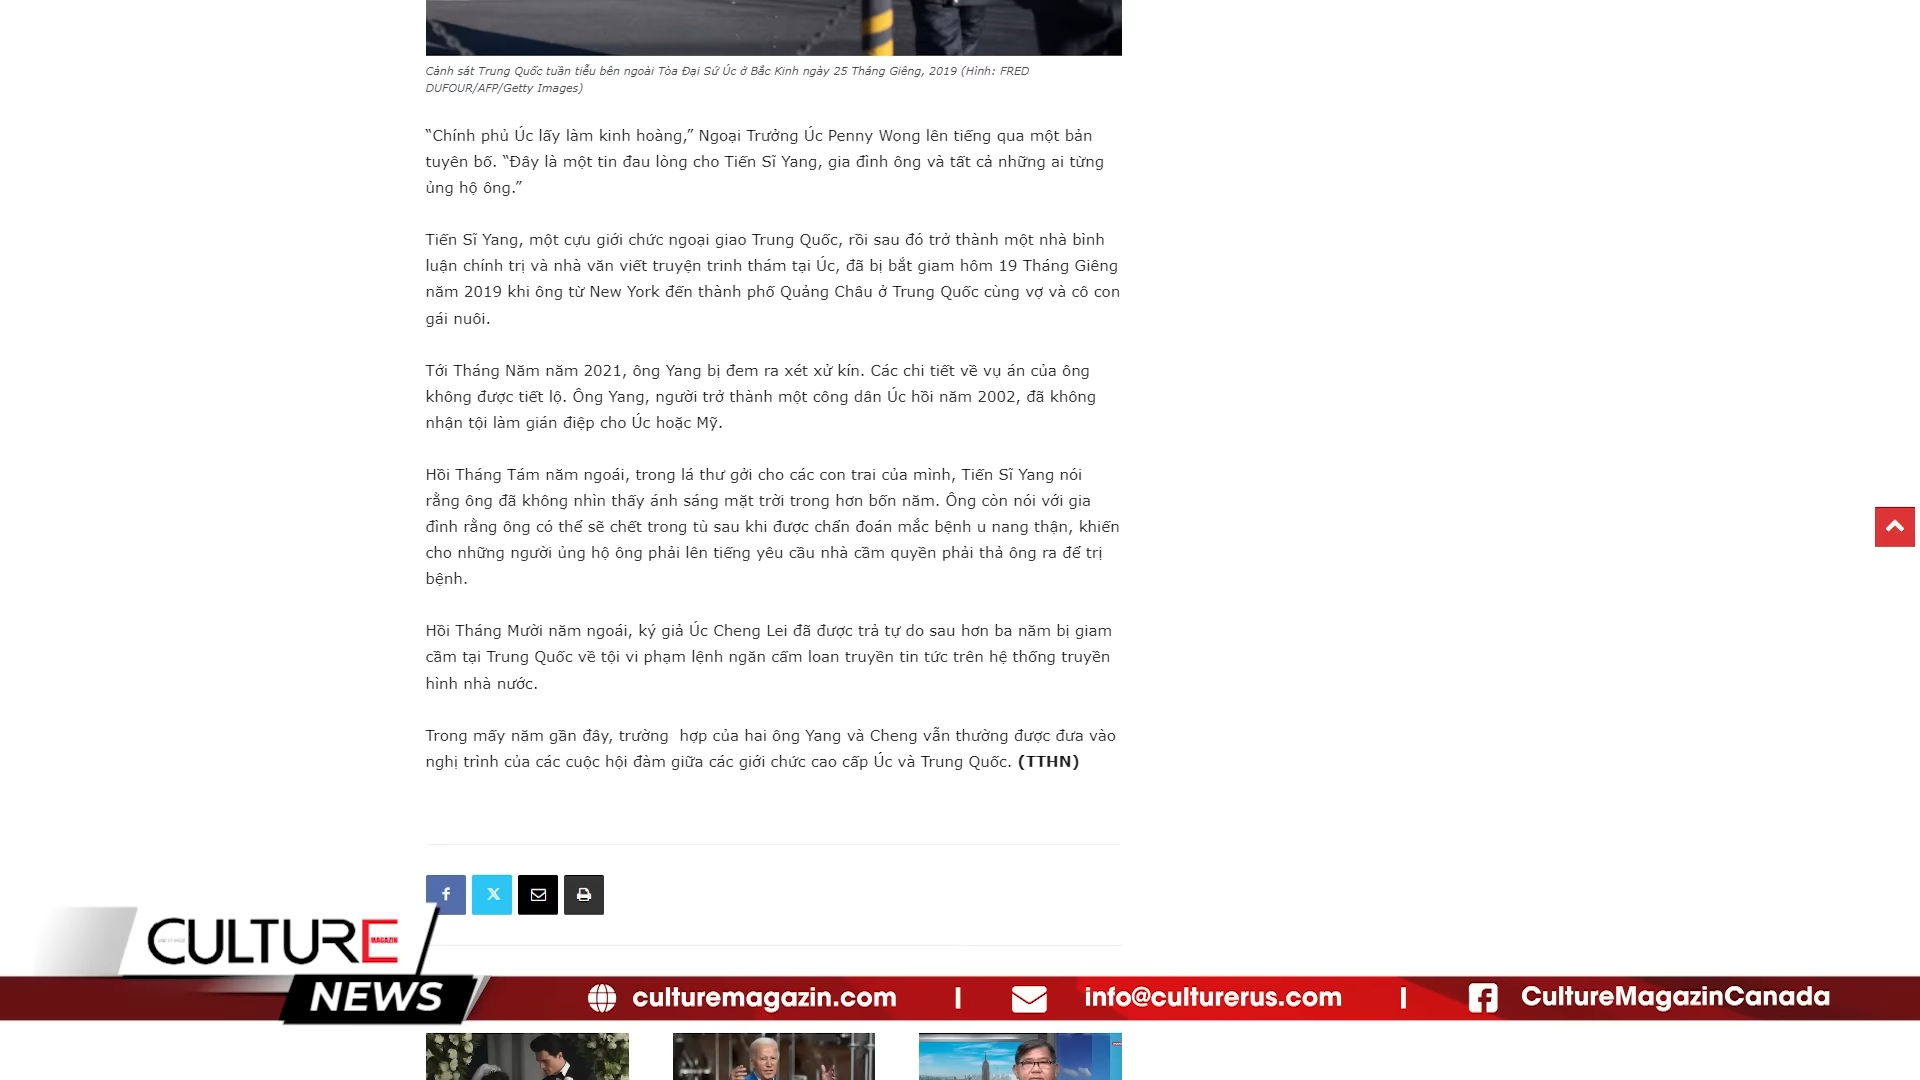 Cảnh sát Trung Quốc tuần tiễu bên ngoài Tòa Đại Sứ Úc ở Bắc Kinh ngày 25 Tháng Giêng, 2019 (Hình: FRED
DUFOUR/AFP/Getty Images)
“Chính phủ Úc lấy làm kinh hoàng,” Ngoại Trưởng Úc Penny Wong lên tiếng qua một bản
tuyên bố. “Đây là một tin đau lòng cho Tiến Sĩ Yang, gia đình ông và tất cả những ai từng
ủng hộ ông.”
Tiến Sĩ Yang, một cựu giới chức ngoại giao Trung Quốc, rồi sau đó trở thành một nhà bình
luận chính trị và nhà văn viết truyện trinh thám tại Úc, đã bị bắt giam hôm 19 Tháng Giêng
năm 2019 khi ông từ New York đến thành phố Quảng Châu ở Trung Quốc cùng vợ và cô con
gái nuôi.
Tới Tháng Năm năm 2021, ông Yang bị đem ra xét xử kín. Các chi tiết về vụ án của ông
không được tiết lộ. Ông Yang, người trở thành một công dân Úc hồi năm 2002, đã không
nhận tội làm gián điệp cho Úc hoặc Mỹ.
Hồi Tháng Tám năm ngoái, trong lá thư gởi cho các con trai của mình, Tiến Sĩ Yang nói
rằng ông đã không nhìn thấy ánh sáng mặt trời trong hơn bốn năm. Ông còn nói với gia
đình rằng ông có thể sẽ chết trong tù sau khi được chẩn đoán mắc bệnh u nang thận, khiến
cho những người ủng hộ ông phải lên tiếng yêu cầu nhà cầm quyền phải thả ông ra để trị
bệnh.
Hồi Tháng Mười năm ngoái, ký giả Úc Cheng Lei đã được trả tự do sau hơn ba năm bị giam
cầm tại Trung Quốc về tội vi phạm lệnh ngăn cấm loan truyền tin tức trên hệ thống truyền
hình nhà nước.
Trong mấy năm gần đây, trường  hợp của hai ông Yang và Cheng vẫn thường được đưa vào
nghị trình của các cuộc hội đàm giữa các giới chức cao cấp Úc và Trung Quốc. (TTHN)
CULTURE
MAGAZIN
NEWS
culturemagazin.com | info@culturerus.com | CultureMagazinCanada